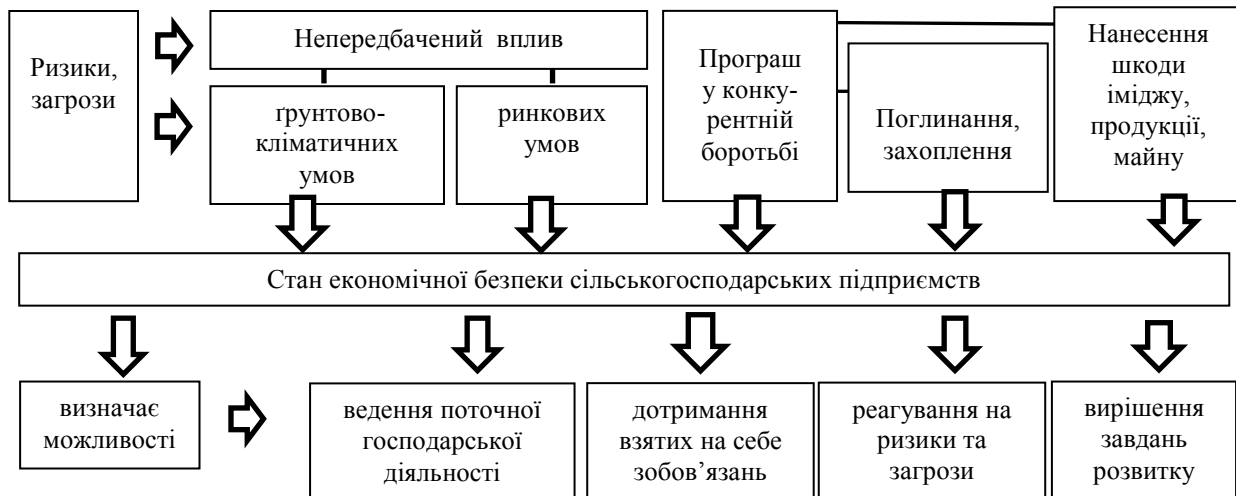 Ризики,
загрози
Непередбачений вплив
ґрунтово-
кліматичних
умов
ринкових
умов
Програш
у конку-
рентній
боротьбі
Поглинання,
захоплення
Нанесення
шкоди
іміджу,
продукції,
майну
Стан економічної безпеки сільськогосподарських підприємств
визначає
можливості
ведення поточної
господарської
діяльності
дотримання
взятих на себе
зобов’язань
реагування на
ризики та
загрози
вирішення
завдань
розвитку